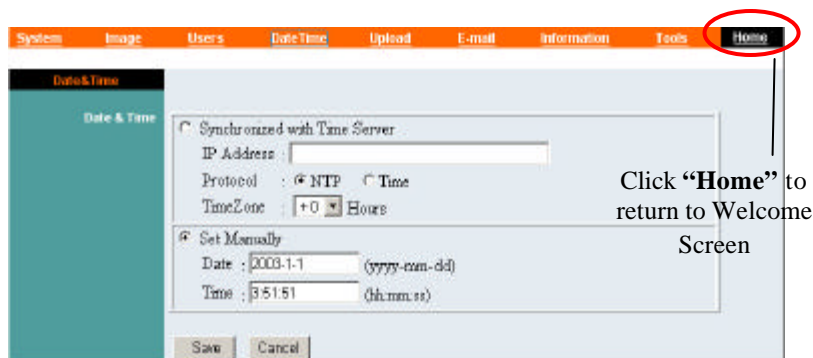 System Image Users DateTime Upload E-mail Information Tools Home
Date&Time
Date & Time
Synchronized with Time Server
IP Address :
Protocol : NTP Time
TimeZone : +0 Hours
Set Manually
Date : 2003-1-1 (yyyy-mm-dd)
Time : 3:51:51 (hh:mm:ss)
Save Cancel
Click “Home” to
return to Welcome
Screen